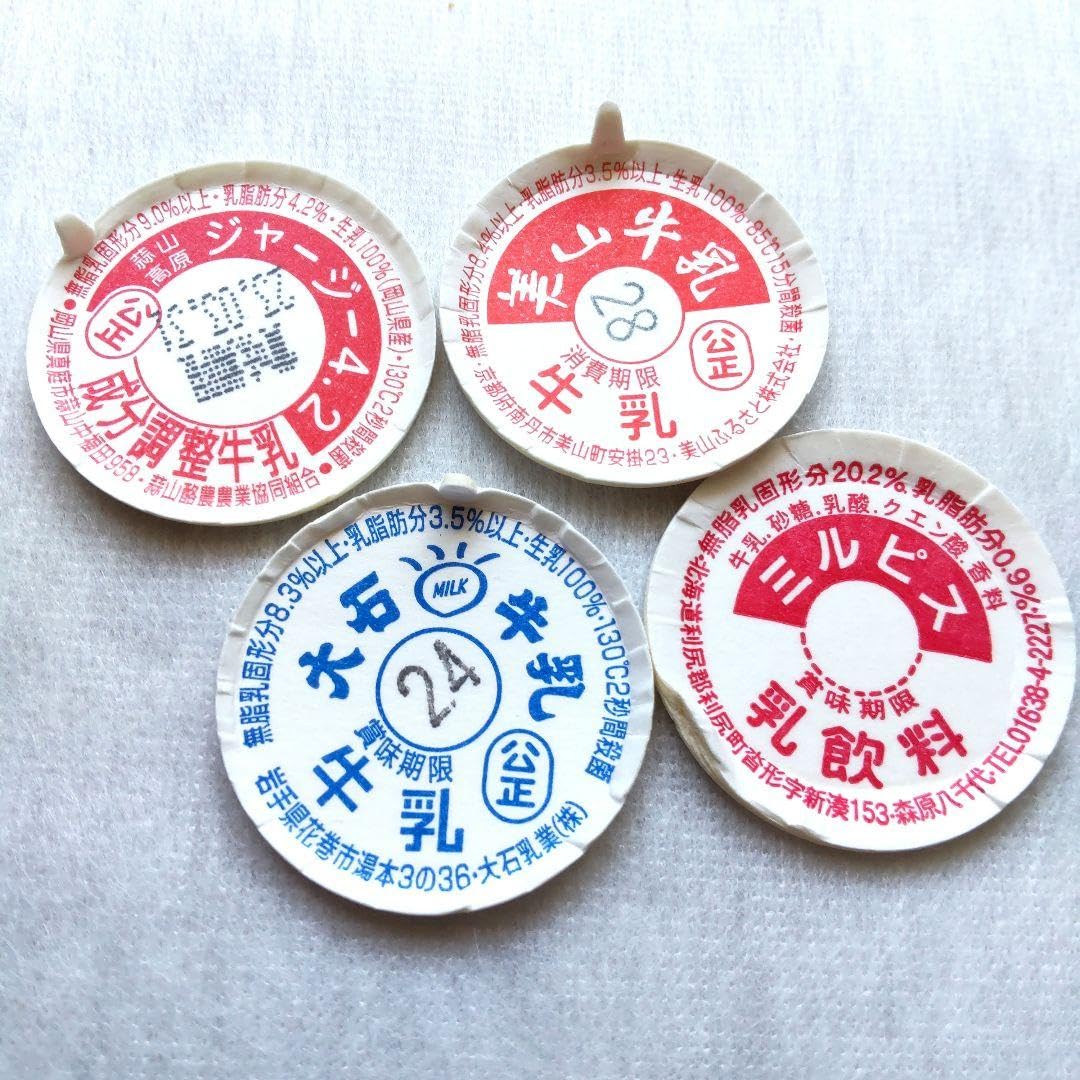 無脂乳固形分9.0%以上・乳脂肪分4.2%・生乳100%(岡山県産)・130℃2秒間殺菌
蒜山
高原
ジャージー4.2
公正
成分調整牛乳
岡山県真庭市蒜山中福田958・蒜山酪農農業協同組合
無脂乳固形分8.4%以上・乳脂肪分3.5%以上・生乳100%・85℃15分間殺菌
美山牛乳
28
公正
消費期限
牛乳
京都府南丹市美山町安掛23・美山ふるさと株式会社
無脂乳固形分8.3%以上・乳脂肪分3.5%以上・生乳100%・130℃2秒間殺菌
MILK
大石牛乳
24
賞味期限
公正
牛乳
岩手県花巻市湯本3の36・大石乳業(株)
無脂乳固形分20.2%,乳脂肪分0.9%
牛乳,砂糖,乳酸,クエン酸,香料
ミルピス
賞味期限
乳飲料
北海道利尻郡利尻町沓形字新湊153・森原八千代・TEL01638-4-2227